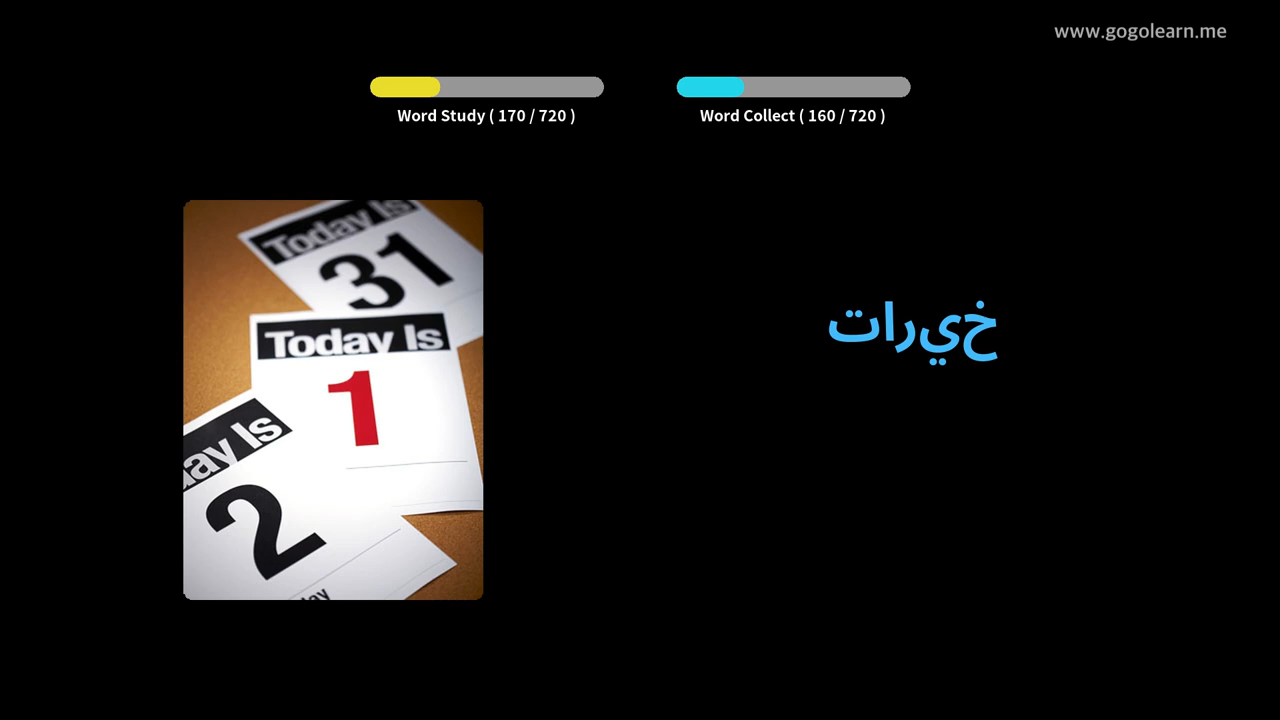 www.gogolearn.me
Word Study ( 170 / 720 )
Word Collect ( 160 / 720 )
Today Is
31
Today Is
1
ay Is
2
خيرات